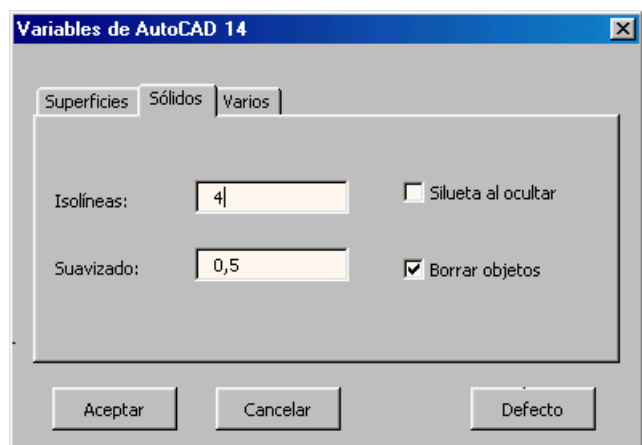 Variables de AutoCAD 14
Superficies Sólidos Varios
Isolíneas: 4 Silueta al ocultar
Suavizado: 0,5 Borrar objetos
Aceptar Cancelar Defecto